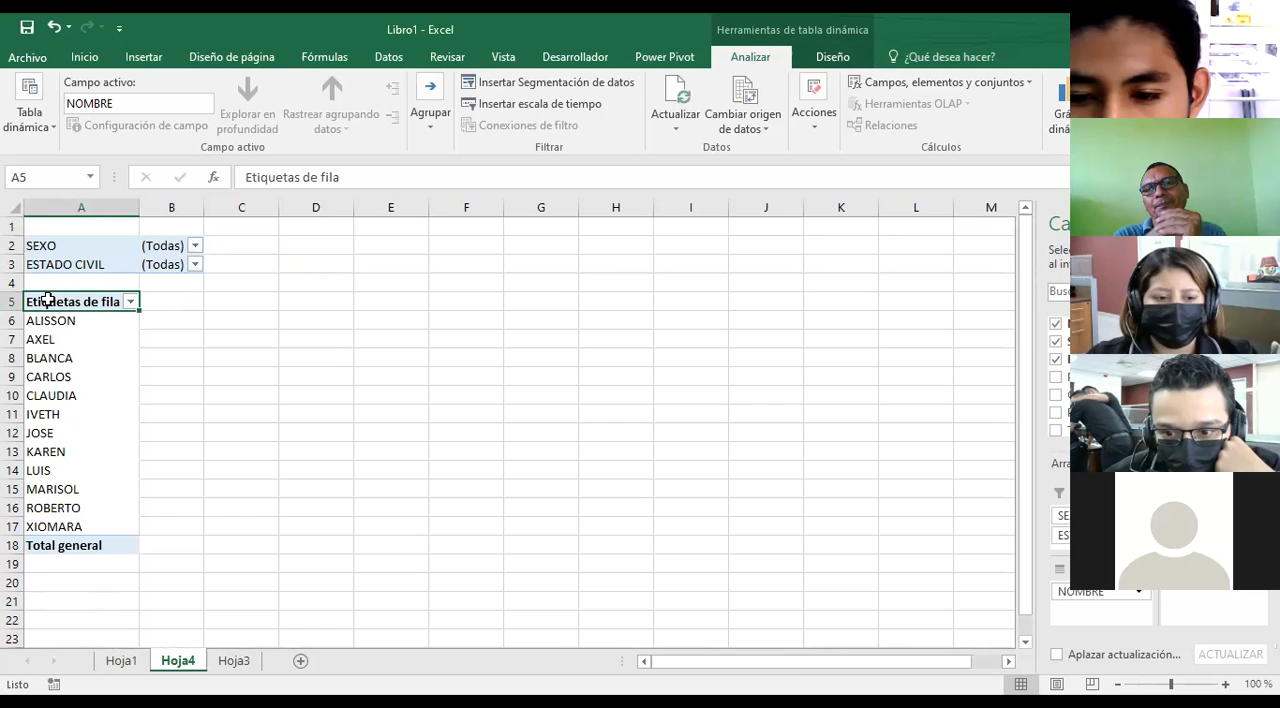 Libro1 - Excel
Herramientas de tabla dinámica
Archivo Inicio Insertar Diseño de página Fórmulas Datos Revisar Vista Desarrollador Power Pivot Analizar Diseño ¿Qué desea hacer?
Tabla dinámica
Campo activo:
NOMBRE
Configuración de campo
Explorar en profundidad
Rastrear agrupando datos
Campo activo
Agrupar
Insertar Segmentación de datos
Insertar escala de tiempo
Conexiones de filtro
Filtrar
Actualizar
Cambiar origen de datos
Datos
Acciones
Campos, elementos y conjuntos
Herramientas OLAP
Relaciones
Cálculos
A5 fx Etiquetas de fila
A B C D E F G H I J K L M
1
2 SEXO (Todas)
3 ESTADO CIVIL (Todas)
4
5 Etiquetas de fila
6 ALISSON
7 AXEL
8 BLANCA
9 CARLOS
10 CLAUDIA
11 IVETH
12 JOSE
13 KAREN
14 LUIS
15 MARISOL
16 ROBERTO
17 XIOMARA
18 Total general
19
20
21
22
23
NOMBRE
Aplazar actualización... ACTUALIZAR
Hoja1 Hoja4 Hoja3
Listo
100 %